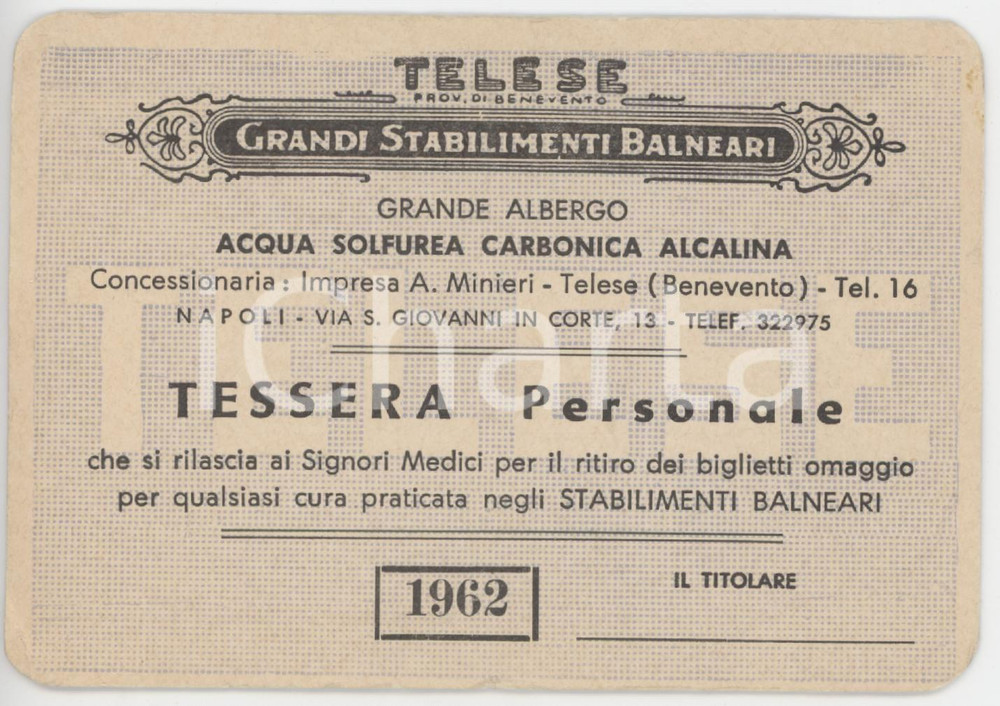 TELESE
PROV. DI BENEVENTO
GRANDI STABILIMENTI BALNEARI
GRANDE ALBERGO
ACQUA SOLFUREA CARBONICA ALCALINA
Concessionaria : Impresa A. Minieri - Telese ( Benevento ) - Tel. 16
NAPOLI - VIA S. GIOVANNI IN CORTE, 13 - TELEF. 322975
TELESE
iCharta
TESSERA Personale
che si rilascia ai Signori Medici per il ritiro dei biglietti omaggio
per qualsiasi cura praticata negli STABILIMENTI BALNEARI
1962
IL TITOLARE